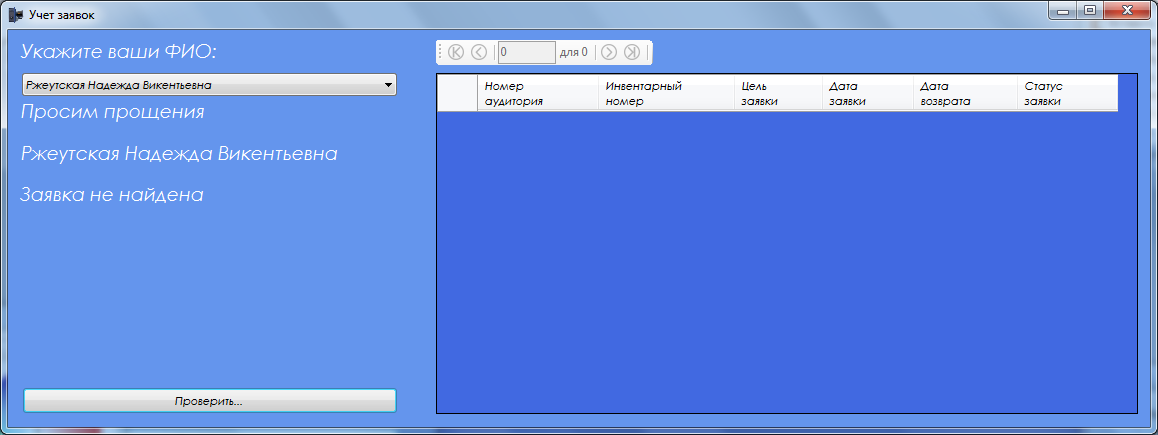 Учет заявок
Укажите ваши ФИО:
Ржеутская Надежда Викентьевна
Просим прощения
Ржеутская Надежда Викентьевна
Заявка не найдена
Проверить...
0 для 0
Номер аудитория
Инвентарный номер
Цель заявки
Дата заявки
Дата возврата
Статус заявки